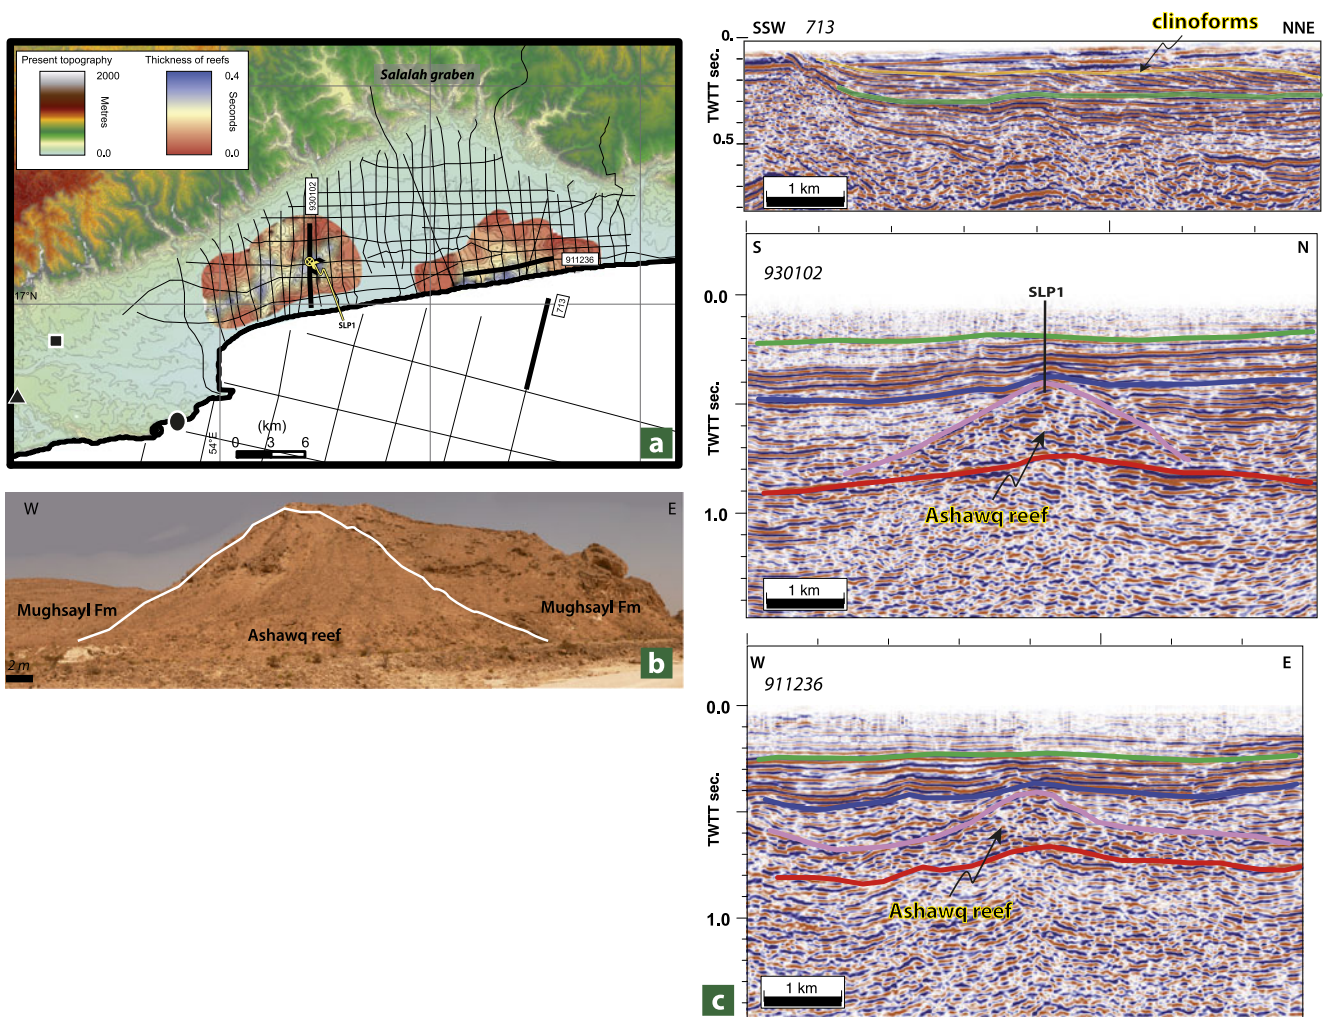 Present topography
Thickness of reefs
2000
Metres
0.0
0.4
Seconds
0.0
Salalah graben
930102
911236
713
SLP1
17°N
54°E
(km)
0 3 6
a
W
E
Mughsayl Fm
Ashawq reef
Mughsayl Fm
2 m
b
SSW 713
clinoforms
NNE
0.
TWTT sec.
0.5
1 km
S
N
930102
SLP1
0.0
TWTT sec.
Ashawq reef
1.0
1 km
W
E
911236
0.0
TWTT sec.
Ashawq reef
1.0
1 km
c